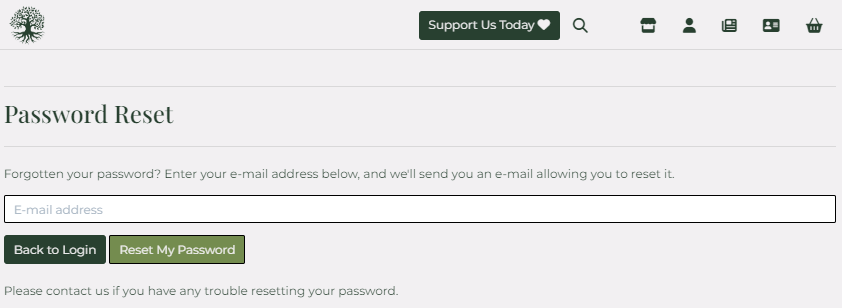 Support Us Today
Password Reset
Forgotten your password? Enter your e-mail address below, and we'll send you an e-mail allowing you to reset it.
E-mail address
Back to Login Reset My Password
Please contact us if you have any trouble resetting your password.